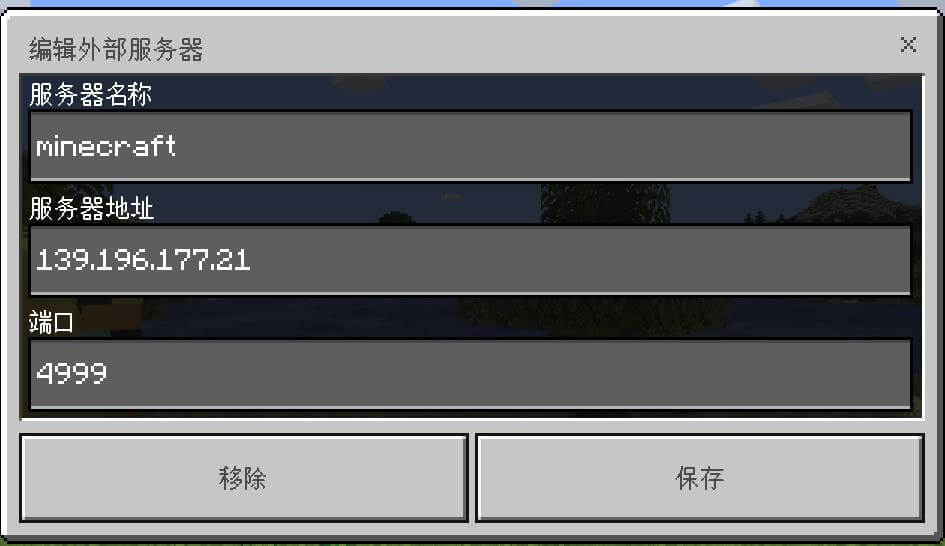 编辑外部服务器
服务器名称
minecraft
服务器地址
139.196.177.21
端口
4999
移除
保存